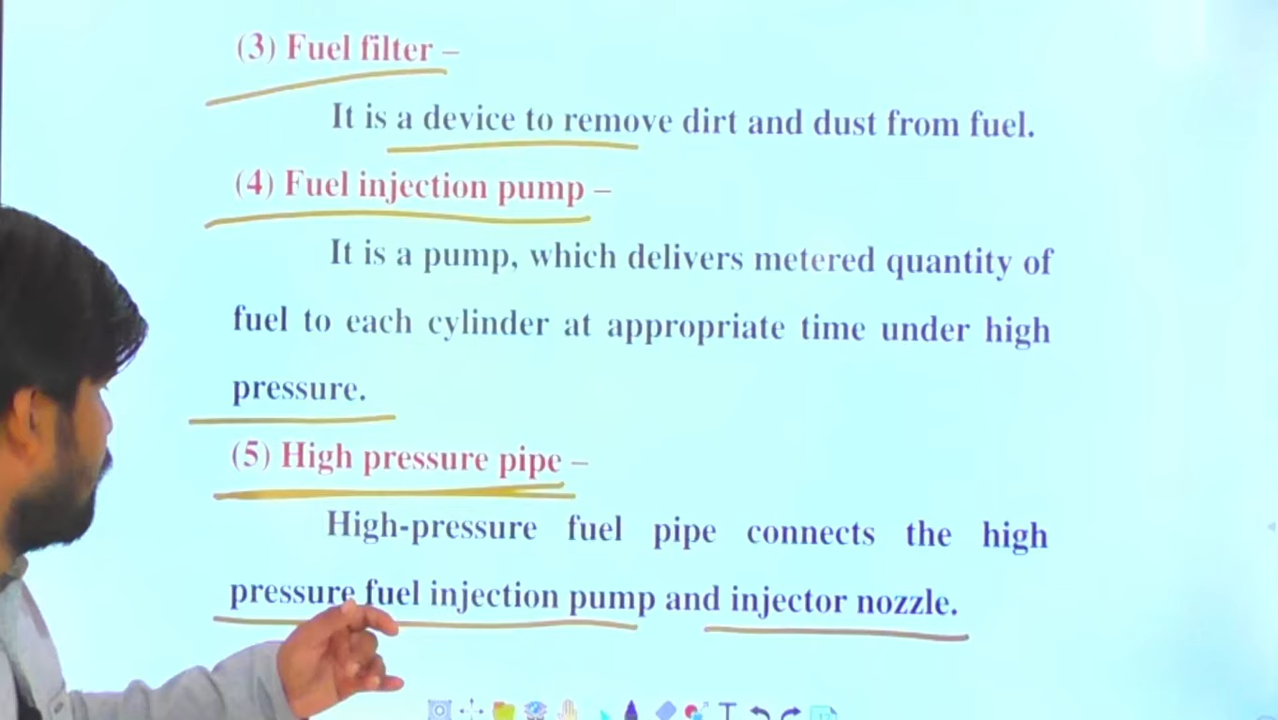 (3) Fuel filter –
It is a device to remove dirt and dust from fuel.
(4) Fuel injection pump –
It is a pump, which delivers metered quantity of
fuel to each cylinder at appropriate time under high
pressure.
(5) High pressure pipe –
High-pressure fuel pipe connects the high
pressure fuel injection pump and injector nozzle.